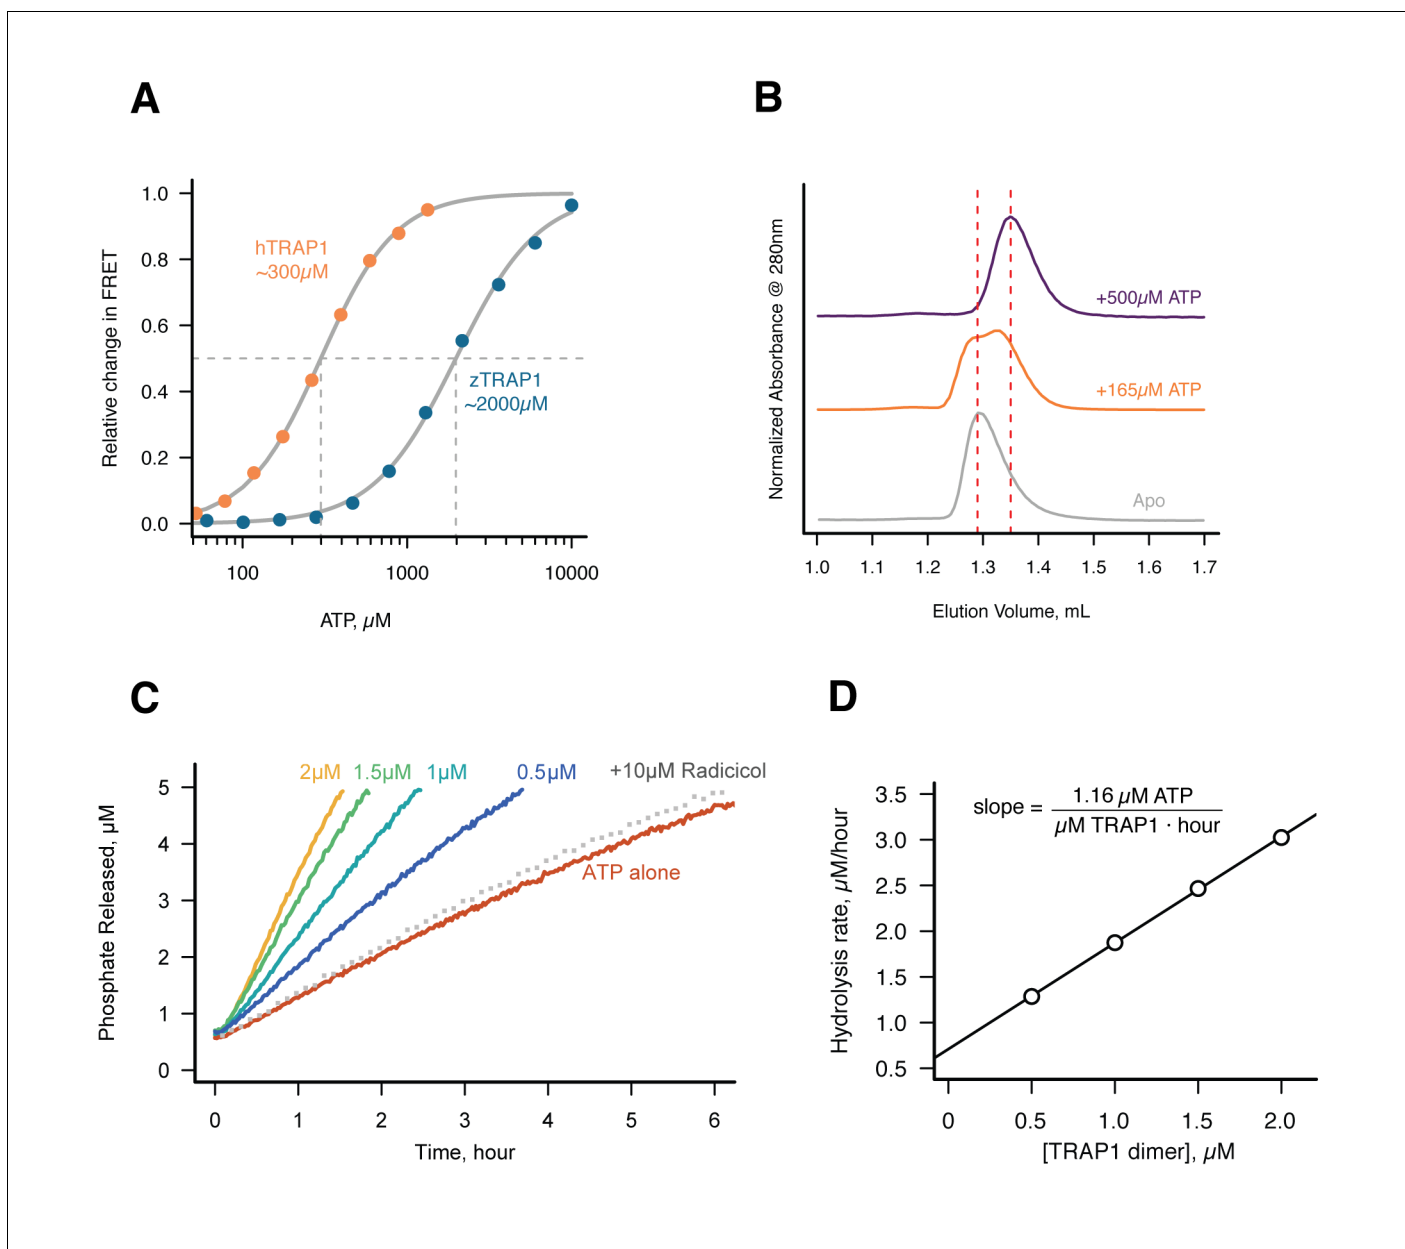 A
1.0
0.8
0.6
0.4
0.2
0.0
Relative change in FRET
hTRAP1
~300µM
zTRAP1
~2000µM
100
1000
10000
ATP, µM
B
Normalized Absorbance @ 280nm
+500µM ATP
+165µM ATP
Apo
1.0
1.1
1.2
1.3
1.4
1.5
1.6
1.7
Elution Volume, mL
C
5
4
3
2
1
0
Phosphate Released, µM
2µM
1.5µM
1µM
0.5µM
+10µM Radicicol
ATP alone
0
1
2
3
4
5
6
Time, hour
D
3.5
3.0
2.5
2.0
1.5
1.0
0.5
Hydrolysis rate, µM/hour
slope =
1.16 µM ATP
µM TRAP1 · hour
0
0.5
1.0
1.5
2.0
[TRAP1 dimer], µM